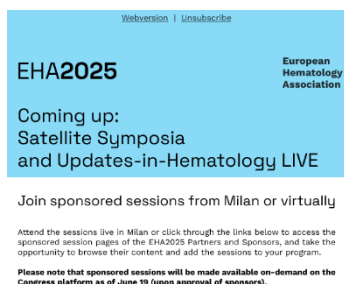 Webversion | Unsubscribe
EHA2025
European
Hematology
Association
Coming up:
Satellite Symposia
and Updates-in-Hematology LIVE
Join sponsored sessions from Milan or virtually
Attend the sessions live in Milan or click through the links below to access the
sponsored session pages of the EHA2025 Partners and Sponsors, and take the
opportunity to browse their content and add the sessions to your program.
Please note that sponsored sessions will be made available on-demand on the
Congress platform as of June 19 (upon approval of sponsors).